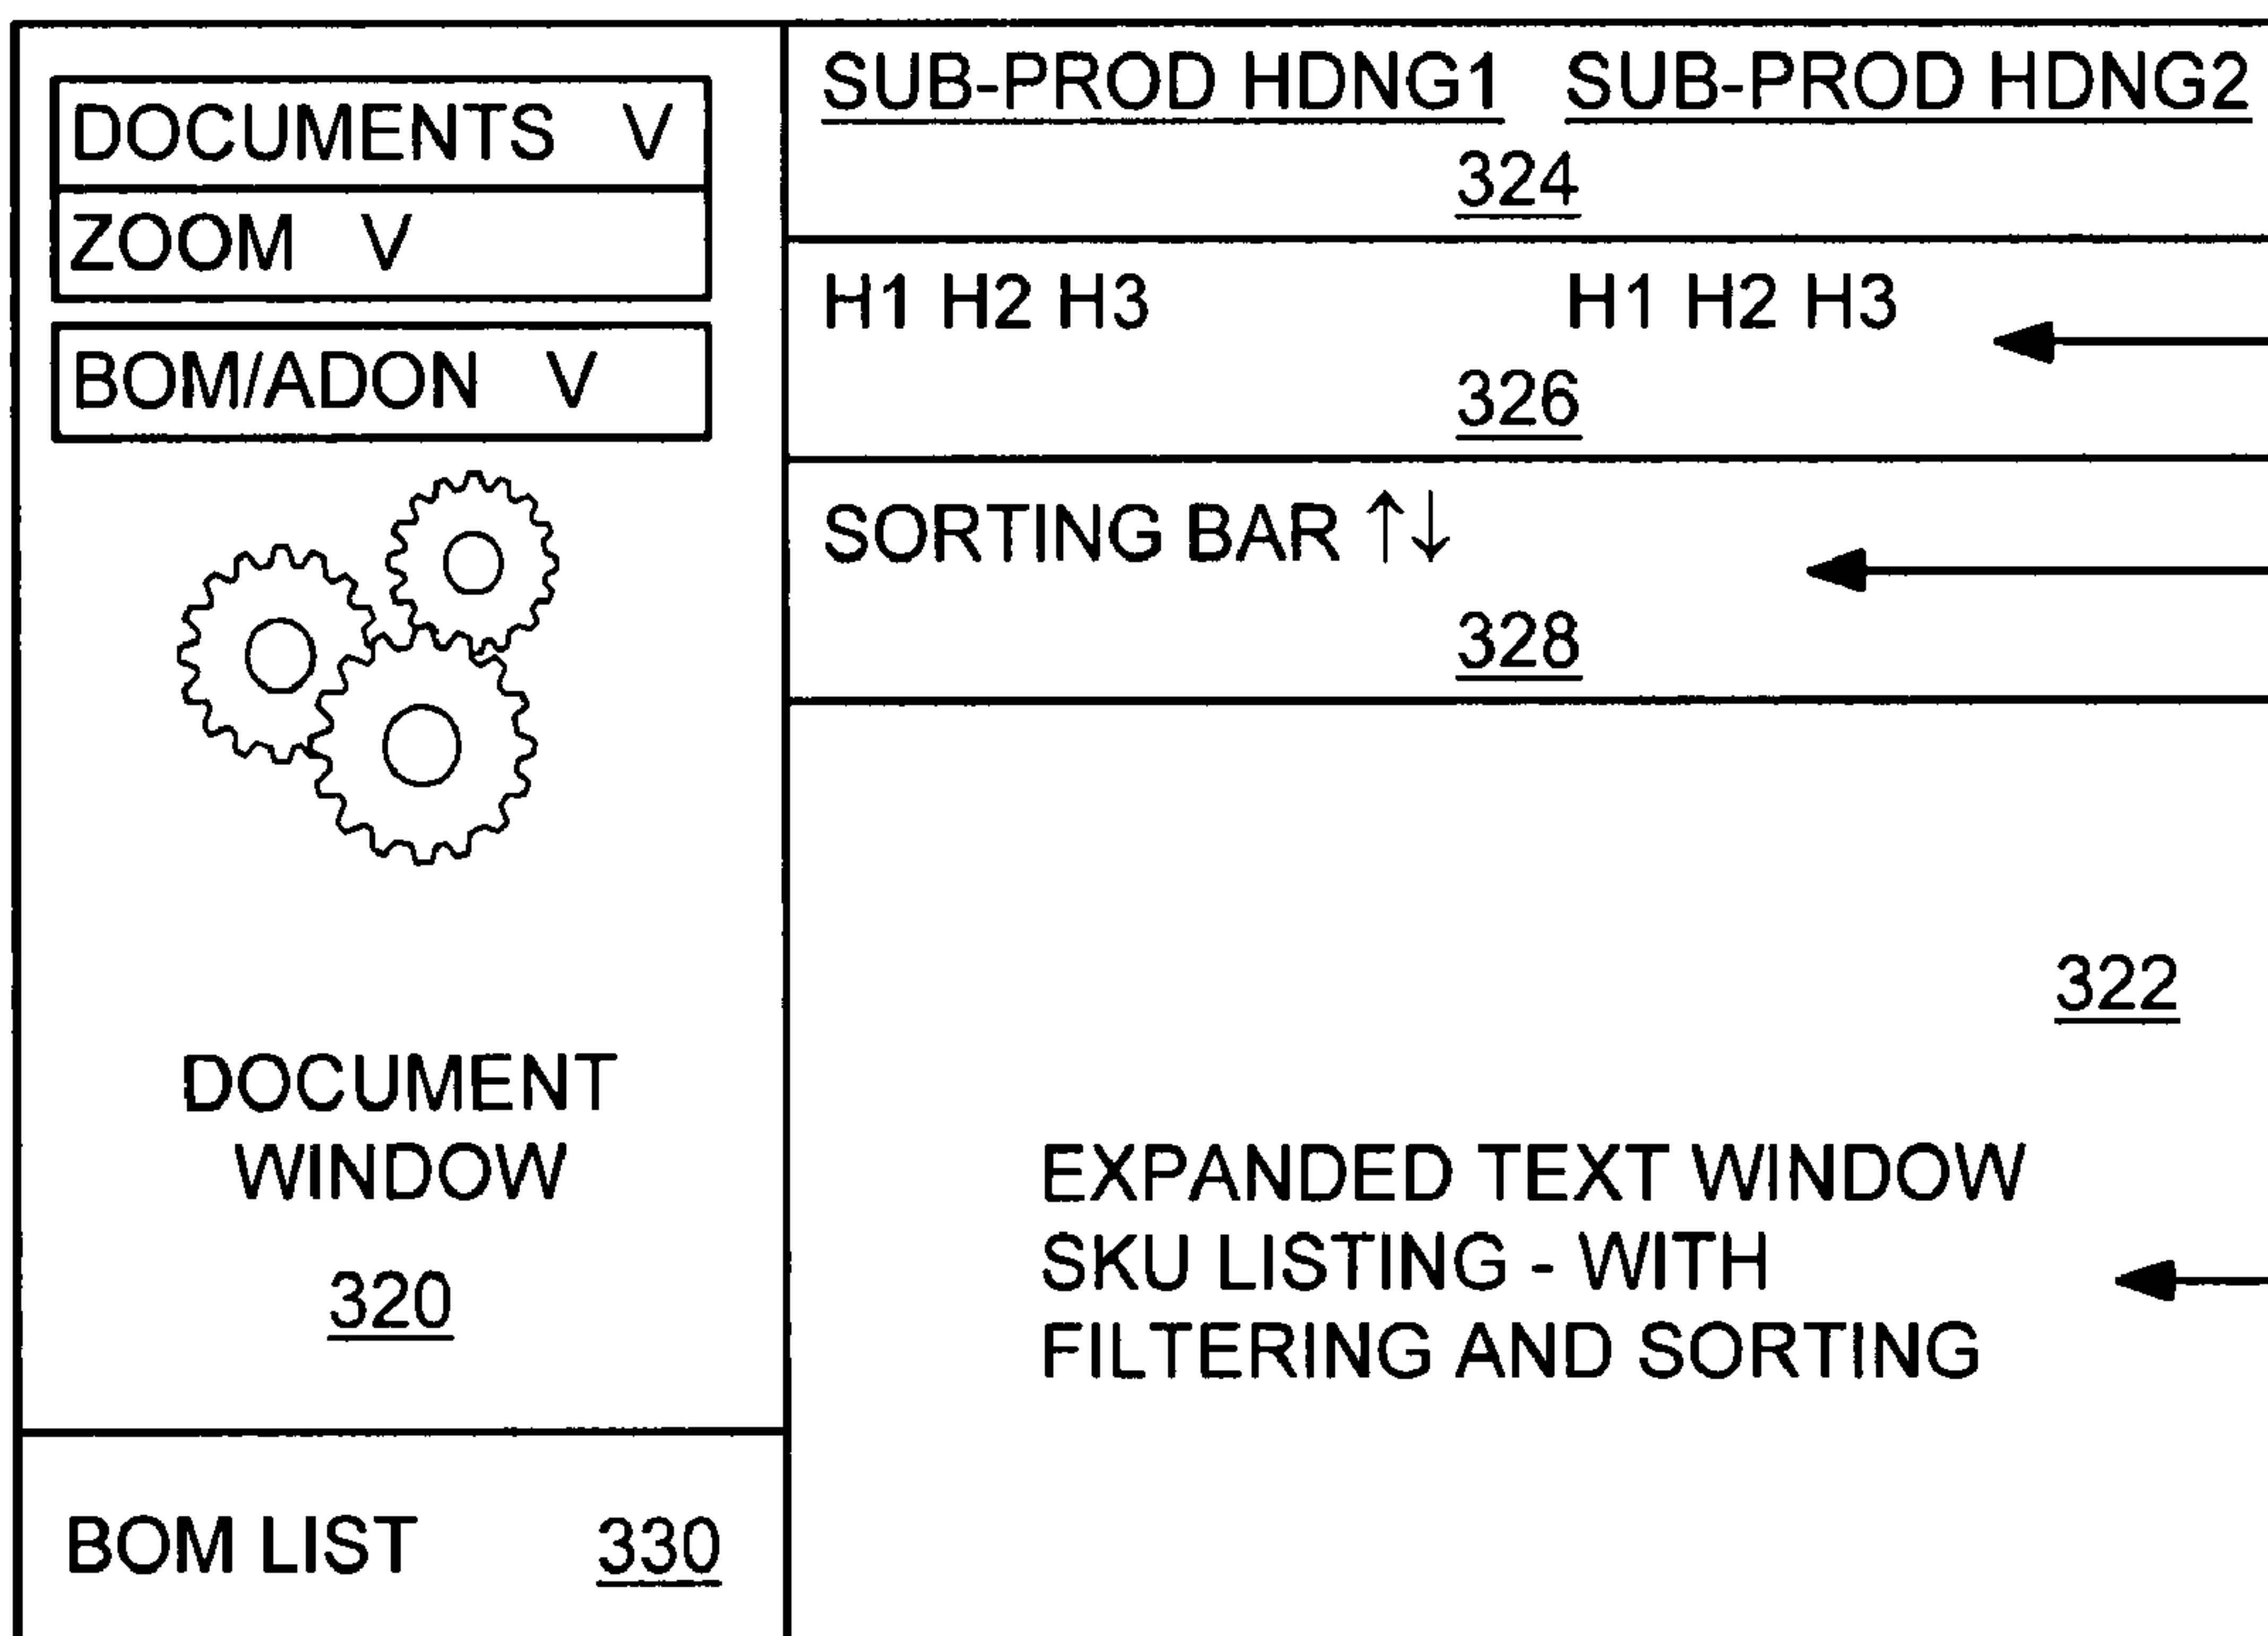 DOCUMENTS V
ZOOM V
BOM/ADON V
DOCUMENT
WINDOW
320
BOM LIST 330
SUB-PROD HDNG1 SUB-PROD HDNG2
324
H1 H2 H3 H1 H2 H3
326
SORTING BAR ↑↓
328
322
EXPANDED TEXT WINDOW
SKU LISTING - WITH
FILTERING AND SORTING